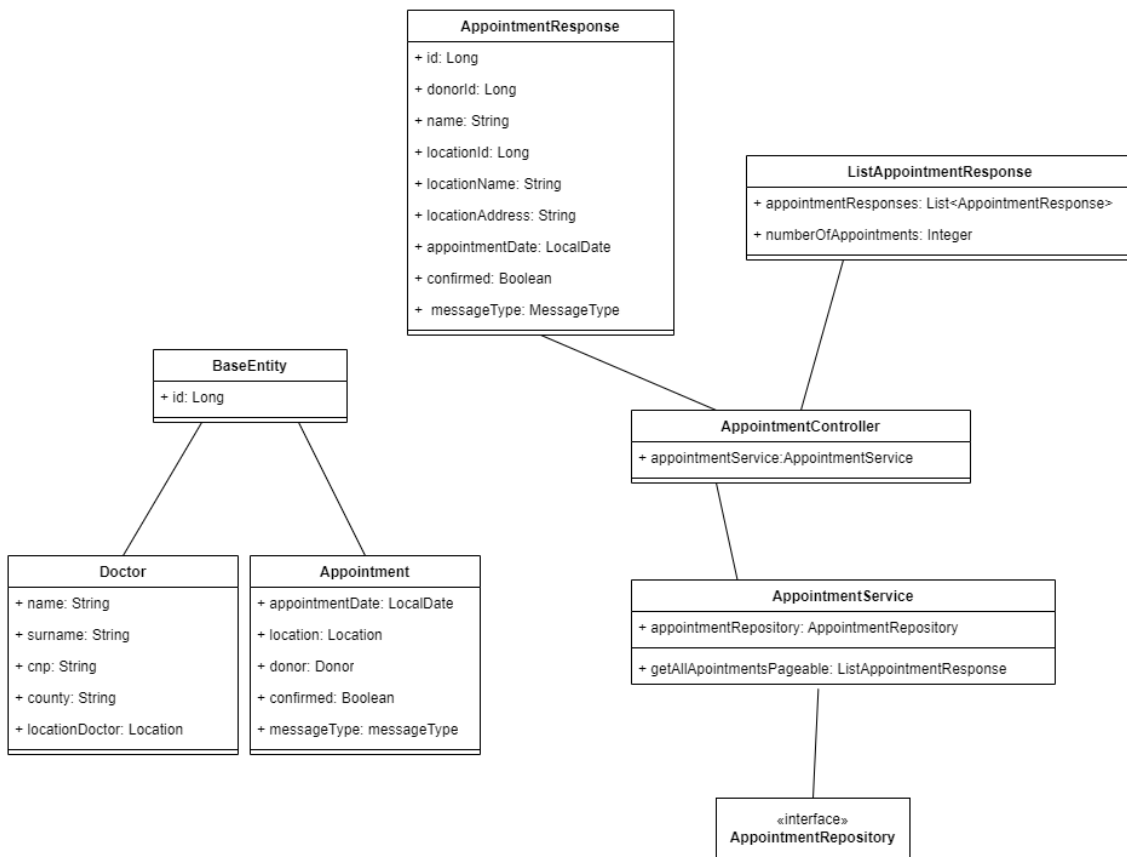 AppointmentResponse
+ id: Long
+ donorId: Long
+ name: String
+ locationId: Long
+ locationName: String
+ locationAddress: String
+ appointmentDate: LocalDate
+ confirmed: Boolean
+ messageType: MessageType
ListAppointmentResponse
+ appointmentResponses: List<AppointmentResponse>
+ numberOfAppointments: Integer
BaseEntity
+ id: Long
AppointmentController
+ appointmentService:AppointmentService
Doctor
+ name: String
+ surname: String
+ cnp: String
+ county: String
+ locationDoctor: Location
Appointment
+ appointmentDate: LocalDate
+ location: Location
+ donor: Donor
+ confirmed: Boolean
+ messageType: messageType
AppointmentService
+ appointmentRepository: AppointmentRepository
+ getAllApointmentsPageable: ListAppointmentResponse
«interface»
AppointmentRepository